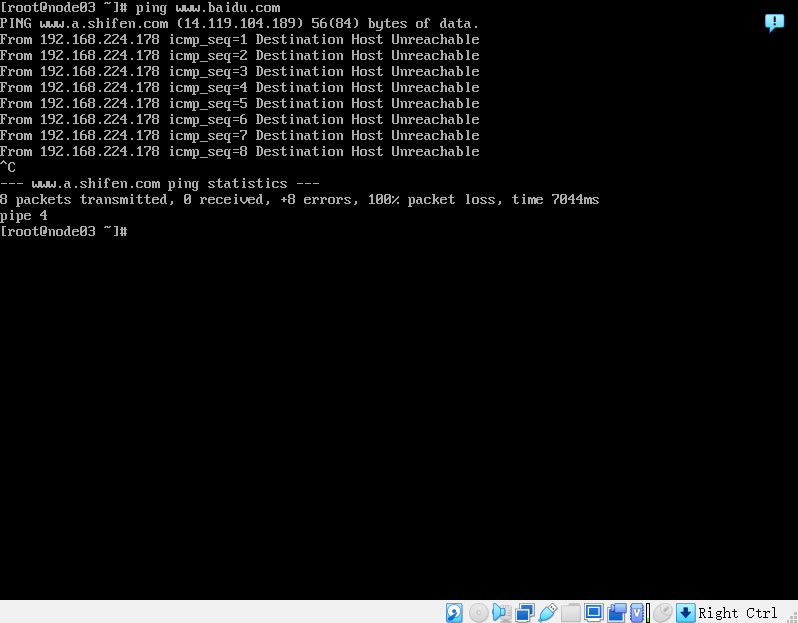 [root@node03 ~]# ping www.baidu.com
PING www.a.shifen.com (14.119.104.189) 56(84) bytes of data.
From 192.168.224.178 icmp_seq=1 Destination Host Unreachable
From 192.168.224.178 icmp_seq=2 Destination Host Unreachable
From 192.168.224.178 icmp_seq=3 Destination Host Unreachable
From 192.168.224.178 icmp_seq=4 Destination Host Unreachable
From 192.168.224.178 icmp_seq=5 Destination Host Unreachable
From 192.168.224.178 icmp_seq=6 Destination Host Unreachable
From 192.168.224.178 icmp_seq=7 Destination Host Unreachable
From 192.168.224.178 icmp_seq=8 Destination Host Unreachable
^C
--- www.a.shifen.com ping statistics ---
8 packets transmitted, 0 received, +8 errors, 100% packet loss, time 7044ms
pipe 4
[root@node03 ~]#
Right Ctrl